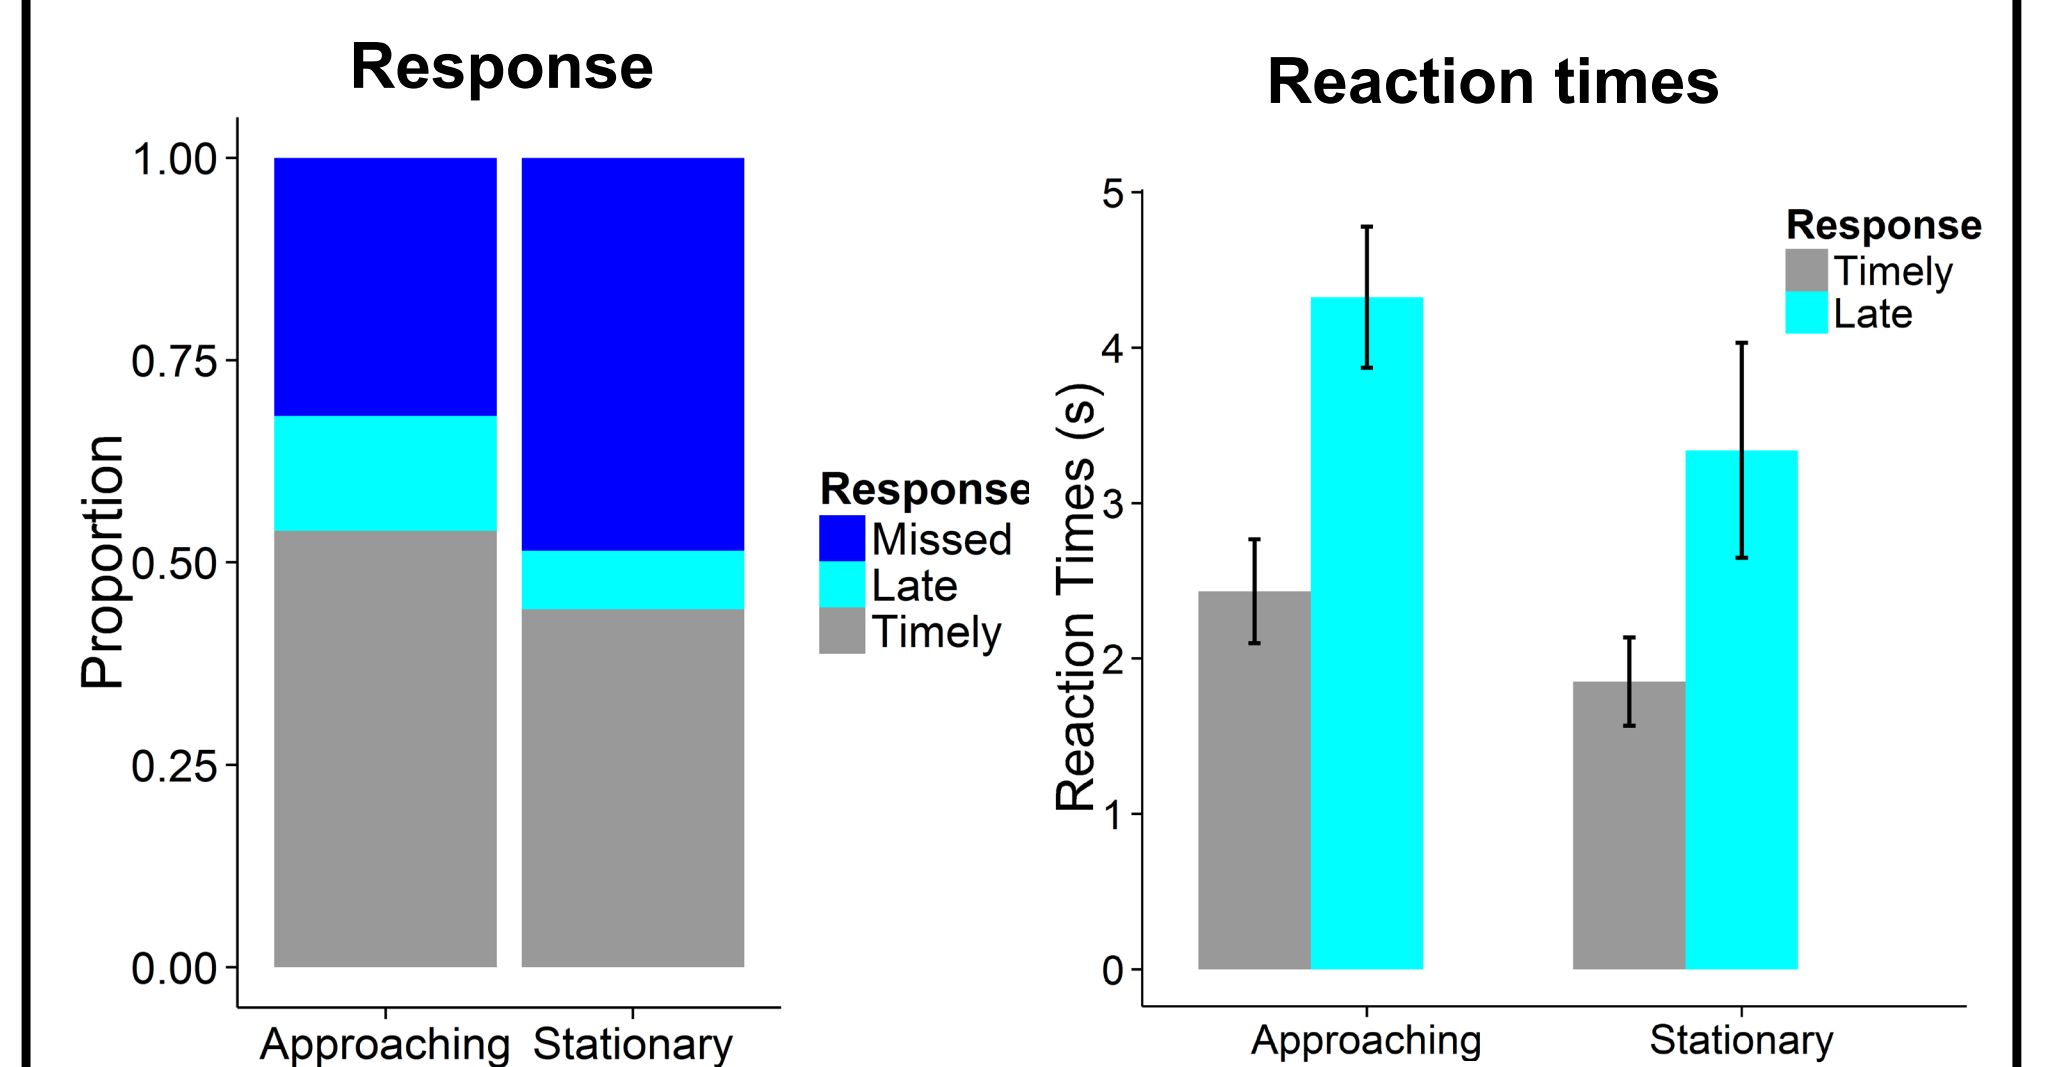 Response
1.00
0.75
0.50
0.25
0.00
Proportion
Approaching Stationary
Response
Missed
Late
Timely
Reaction times
5
4
3
2
1
0
Reaction Times (s)
Approaching Stationary
Response
Timely
Late